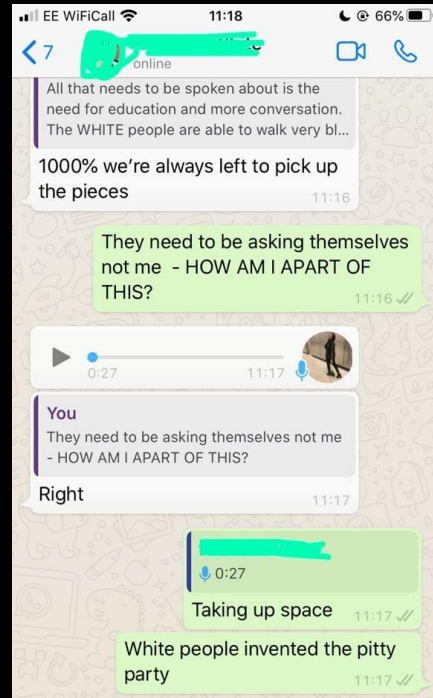 EE WiFiCall 11:18 66%
7
online
All that needs to be spoken about is the
need for education and more conversation.
The WHITE people are able to walk very bl...
1000% we're always left to pick up
the pieces
11:16
They need to be asking themselves
not me - HOW AM I APART OF
THIS?
11:16
0:27 11:17
You
They need to be asking themselves not me
- HOW AM I APART OF THIS?
Right
11:17
0:27
Taking up space
11:17
White people invented the pitty
party
11:17